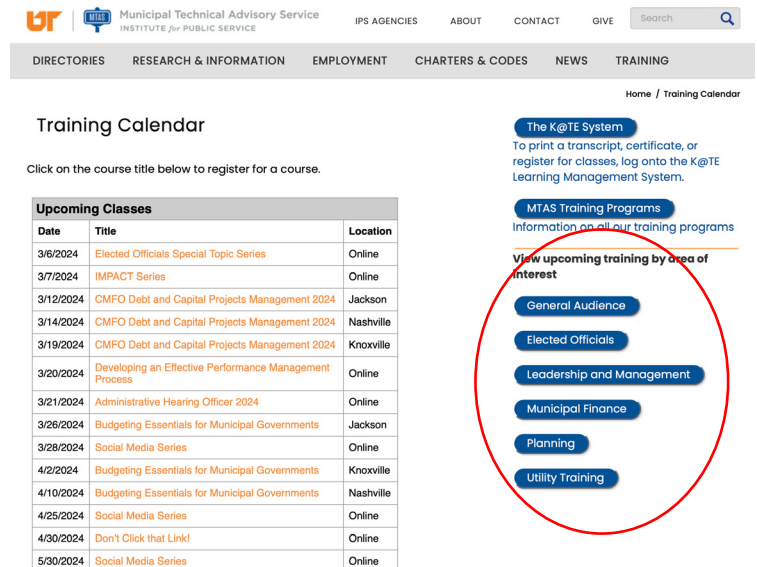 UT MTAS Municipal Technical Advisory Service
INSTITUTE for PUBLIC SERVICE
IPS AGENCIES ABOUT CONTACT GIVE Search
DIRECTORIES RESEARCH & INFORMATION EMPLOYMENT CHARTERS & CODES NEWS TRAINING
Home / Training Calendar
Training Calendar
Click on the course title below to register for a course.
Upcoming Classes
Date Title Location
3/6/2024 Elected Officials Special Topic Series Online
3/7/2024 IMPACT Series Online
3/12/2024 CMFO Debt and Capital Projects Management 2024 Jackson
3/14/2024 CMFO Debt and Capital Projects Management 2024 Nashville
3/19/2024 CMFO Debt and Capital Projects Management 2024 Knoxville
3/20/2024 Developing an Effective Performance Management
Process Online
3/21/2024 Administrative Hearing Officer 2024 Online
3/26/2024 Budgeting Essentials for Municipal Governments Jackson
3/28/2024 Social Media Series Online
4/2/2024 Budgeting Essentials for Municipal Governments Knoxville
4/10/2024 Budgeting Essentials for Municipal Governments Nashville
4/25/2024 Social Media Series Online
4/30/2024 Don't Click that Link! Online
5/30/2024 Social Media Series Online
The K@TE System
To print a transcript, certificate, or
register for classes, log onto the K@TE
Learning Management System.
MTAS Training Programs
Information on all our training programs
View upcoming training by area of
interest
General Audience
Elected Officials
Leadership and Management
Municipal Finance
Planning
Utility Training